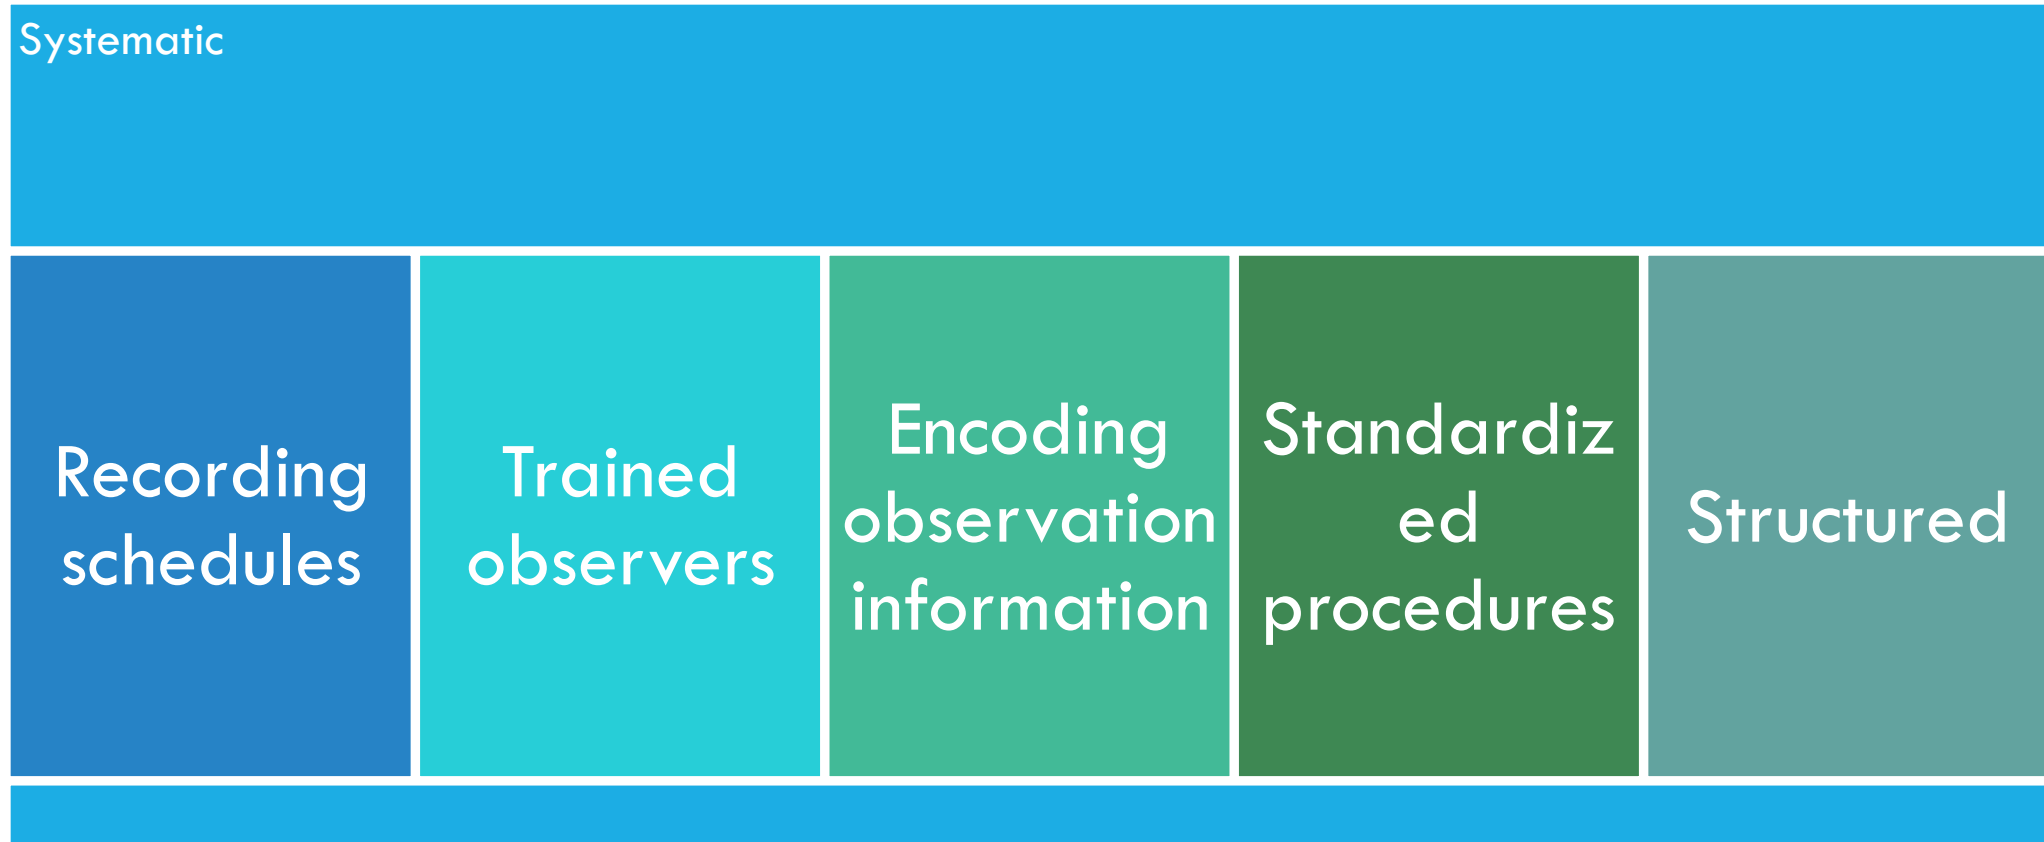 Systematic
Recording
schedules
Trained
observers
Encoding
observation
information
Standardiz
ed
procedures
Structured